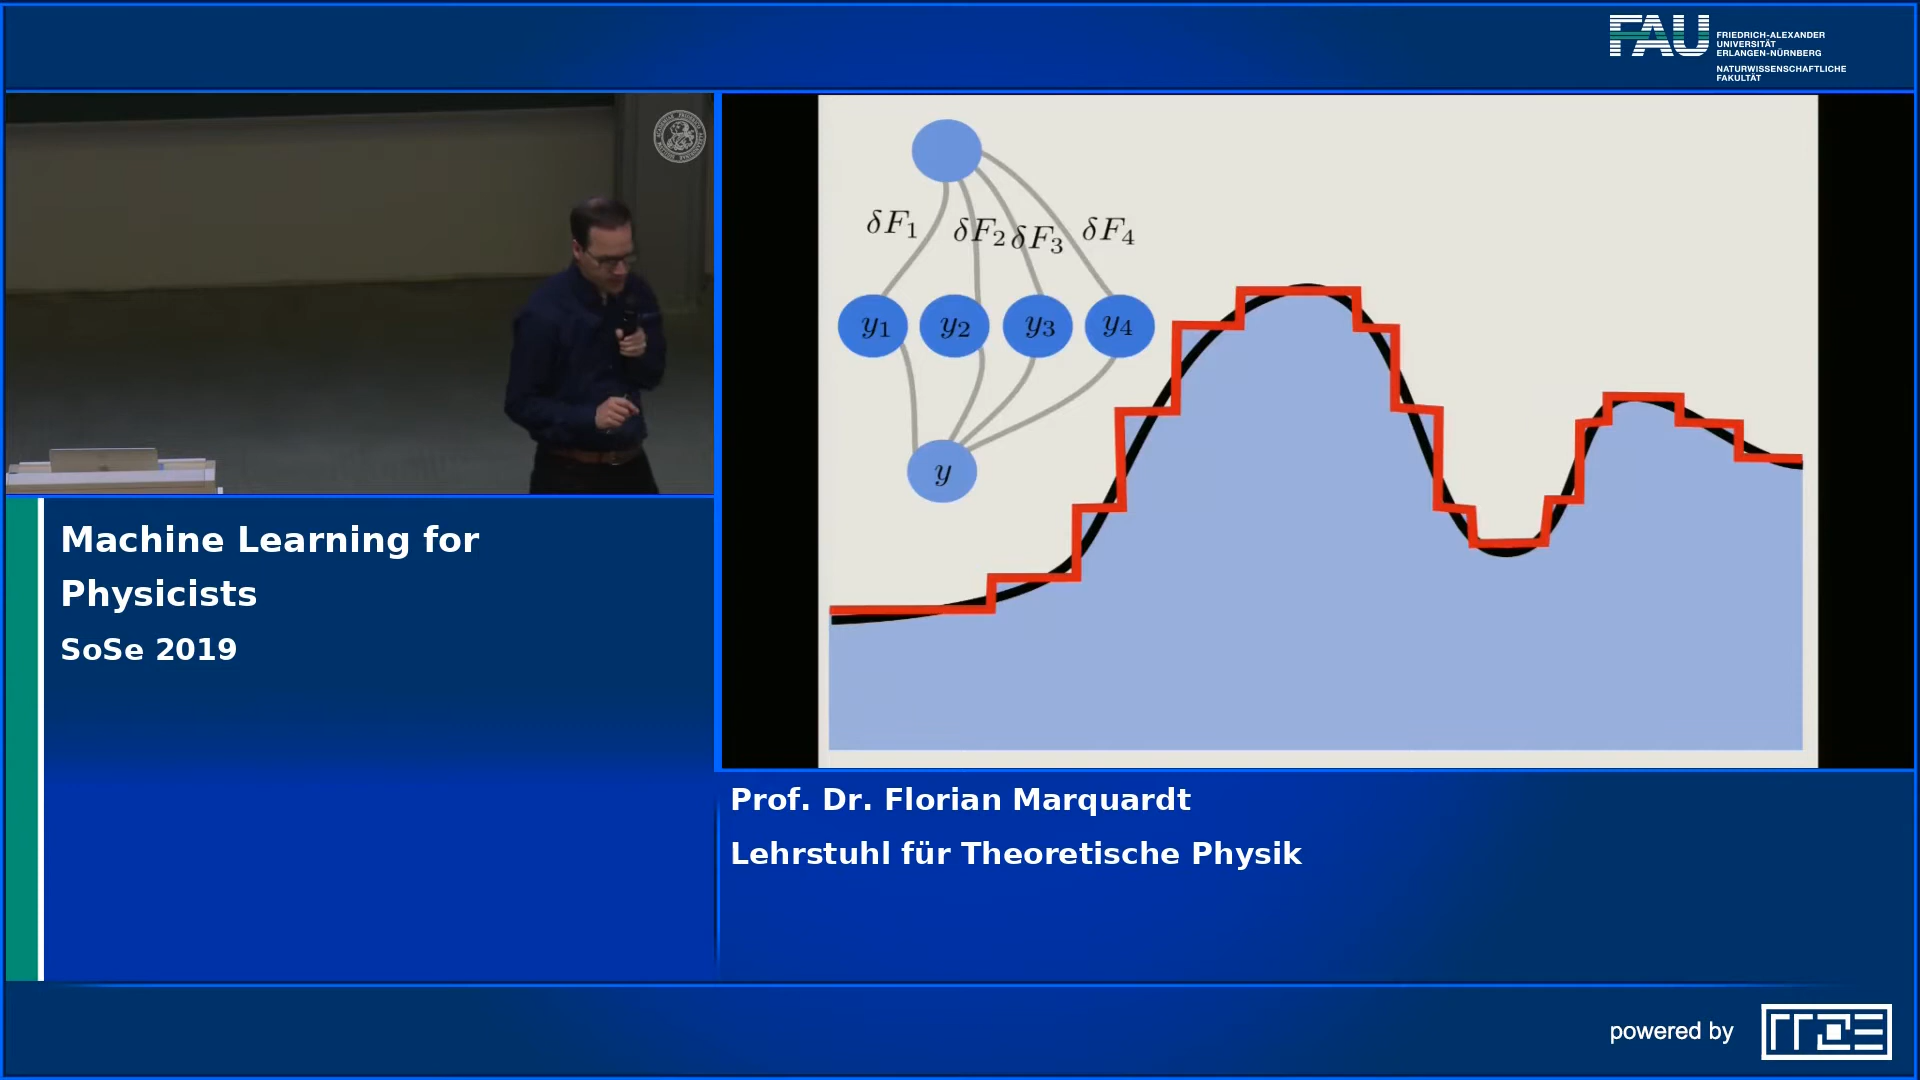 FAU
FRIEDRICH-ALEXANDER
UNIVERSITÄT
ERLANGEN-NÜRNBERG
NATURWISSENSCHAFTLICHE
FAKULTÄT
δF₁ δF₂ δF₃ δF₄
y₁ y₂ y₃ y₄
y
Machine Learning for
Physicists
SoSe 2019
Prof. Dr. Florian Marquardt
Lehrstuhl für Theoretische Physik
powered by
rrze